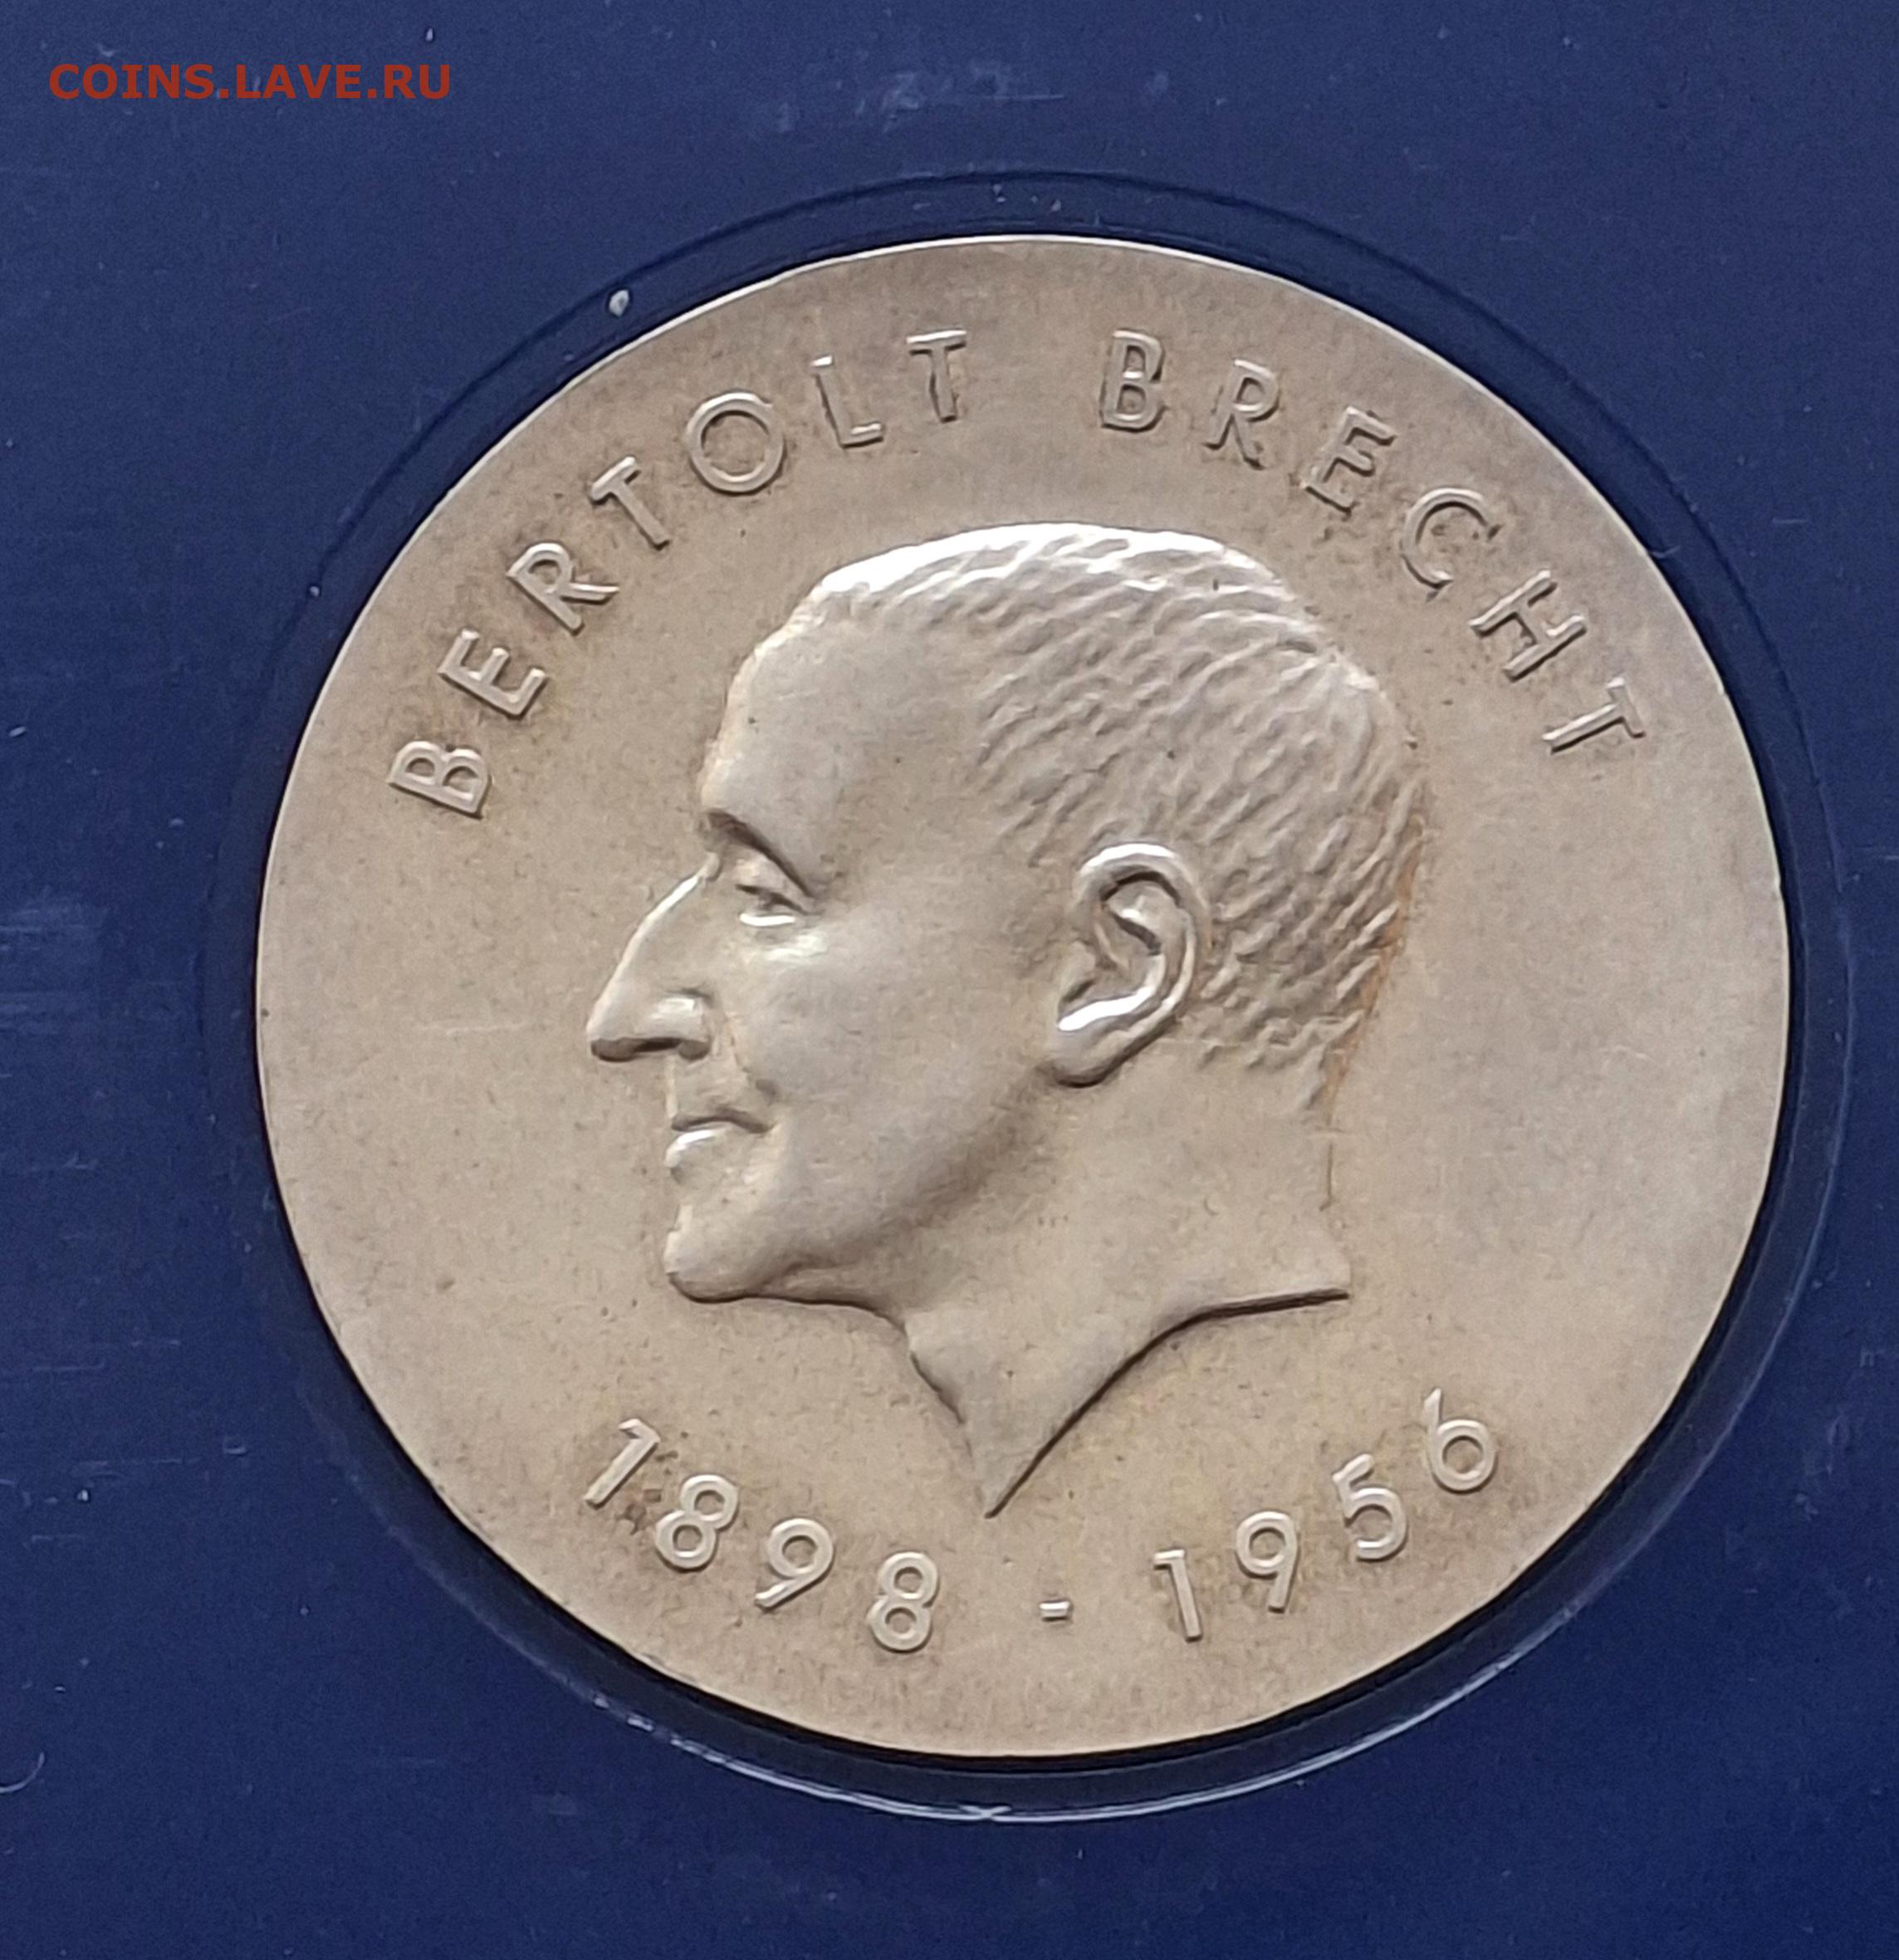 COINS.LAVE.RU
BERTOLT BRECHT
1898 - 1956